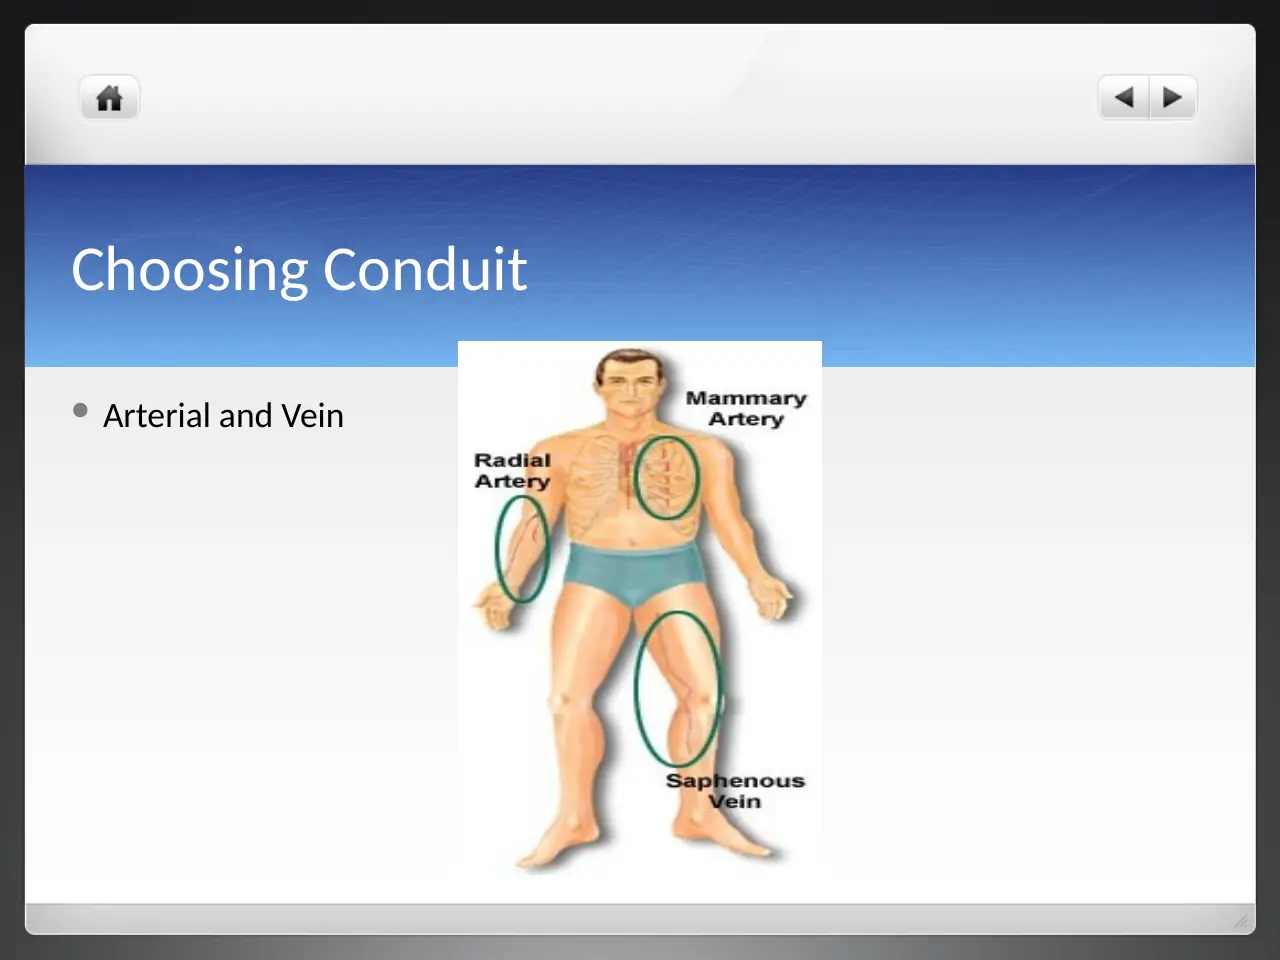 Choosing Conduit
Arterial and Vein
Mammary
Artery
Radial
Artery
Saphenous
Vein